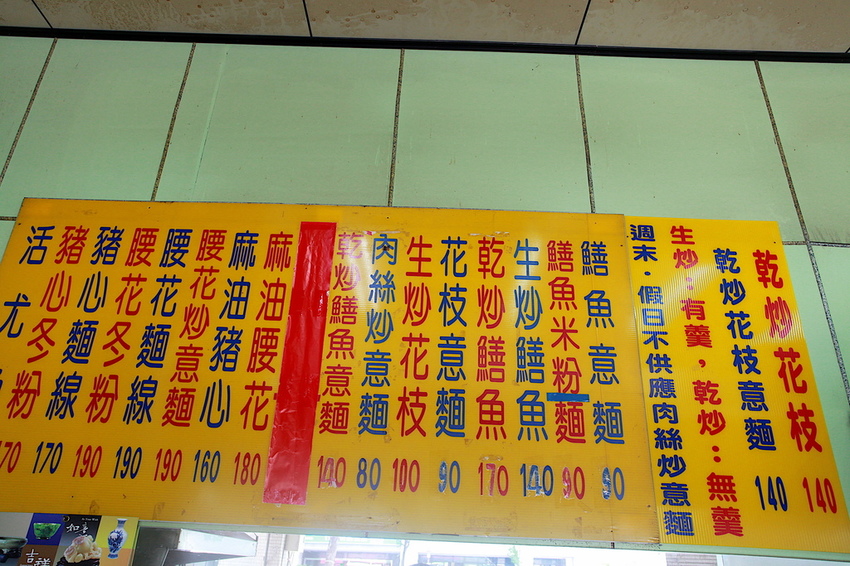 乾炒花枝 140
乾炒花枝意麵 140
生炒：有羹，乾炒：無羹
週末．假日不供應肉絲炒意麵
鱔魚意麵 90
鱔魚米粉麵 90
生炒鱔魚 140
乾炒鱔魚 170
花枝意麵 90
生炒花枝 100
肉絲炒意麵 80
乾炒鱔魚意麵 140
麻油腰花 180
麻油豬心 160
腰花炒意麵 190
腰花麵線 190
腰花冬粉 190
豬心麵線 170
豬心冬粉 170
活尤
如意
吉祥